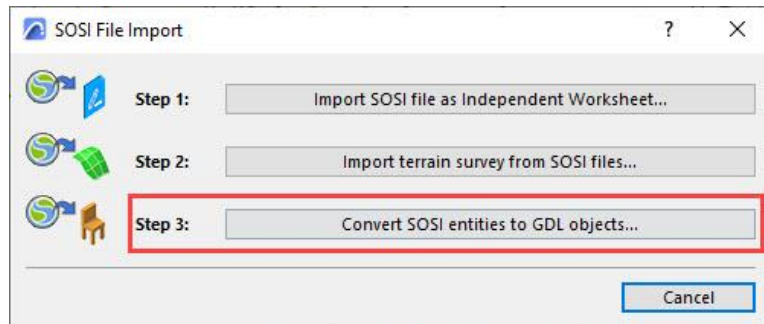 SOSI File Import
?
Step 1: Import SOSI file as Independent Worksheet...
Step 2: Import terrain survey from SOSI files...
Step 3: Convert SOSI entities to GDL objects...
Cancel